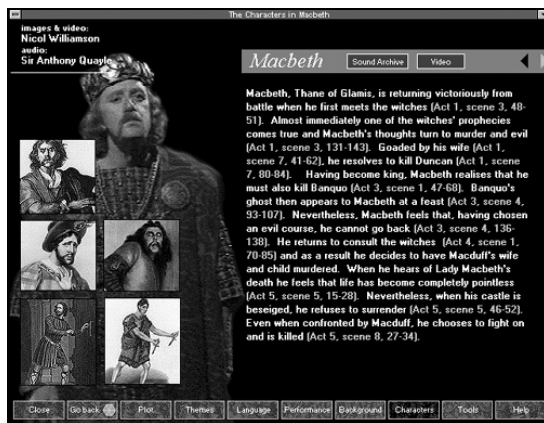 The Characters in Macbeth
images & video:
Nicol Williamson
audio:
Sir Anthony Quayle
Macbeth
Sound Archive
Video
Macbeth, Thane of Glamis, is returning victoriously from
battle when he first meets the witches (Act 1, scene 3, 48-
51). Almost immediately one of the witches' prophecies
comes true and Macbeth's thoughts turn to murder and evil
(Act 1, scene 3, 131-143). Goaded by his wife (Act 1,
scene 7, 41-62), he resolves to kill Duncan (Act 1, scene
7, 80-84). Having become king, Macbeth realises that he
must also kill Banquo (Act 3, scene 1, 47-68). Banquo's
ghost then appears to Macbeth at a feast (Act 3, scene 4,
93-107). Nevertheless, Macbeth feels that, having chosen
an evil course, he cannot go back (Act 3, scene 4, 136-
138). He returns to consult the witches (Act 4, scene 1,
70-85) and as a result he decides to have Macduff's wife
and child murdered. When he hears of Lady Macbeth's
death he feels that life has become completely pointless
(Act 5, scene 5, 15-28). Nevertheless, when his castle is
beseiged, he refuses to surrender (Act 5, scene 5, 46-52).
Even when confronted by Macduff, he chooses to fight on
and is killed (Act 5, scene 8, 27-34).
Close
Go back
Plot
Themes
Language
Performance
Background
Characters
Tools
Help